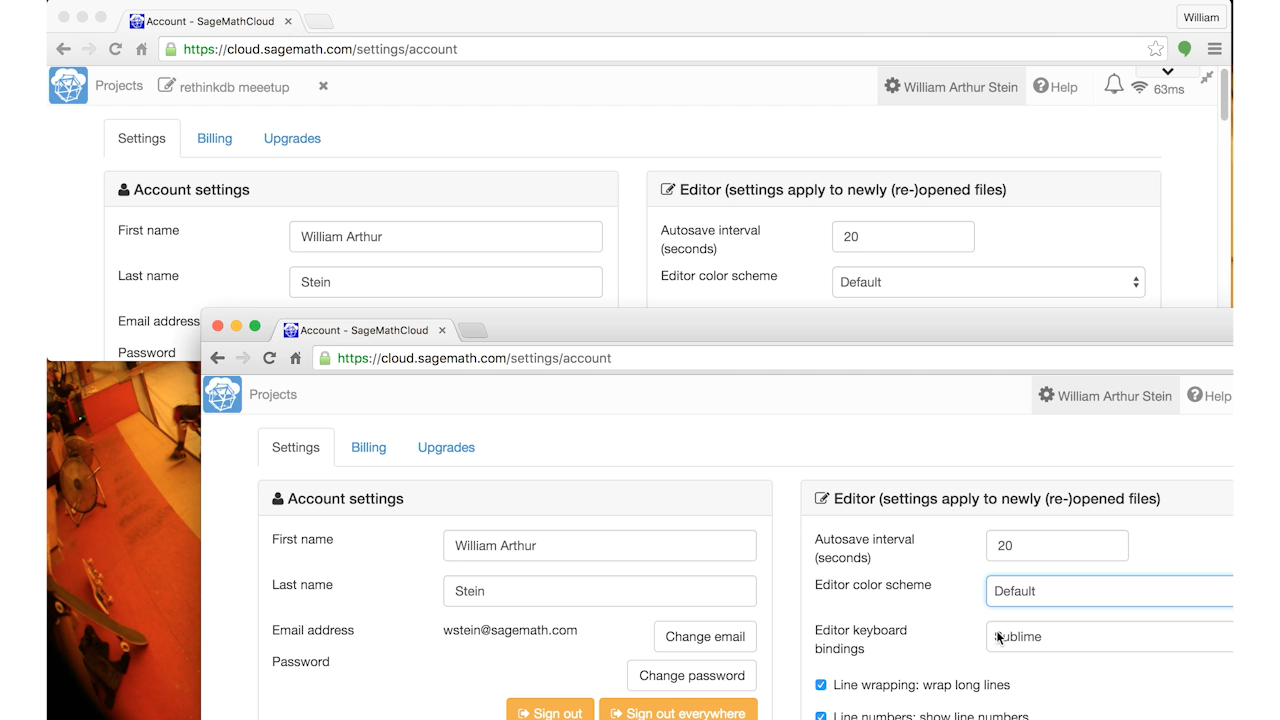 Account - SageMathCloud
William
https://cloud.sagemath.com/settings/account
Projects rethinkdb meeetup William Arthur Stein Help 63ms
Settings Billing Upgrades
Account settings
Editor (settings apply to newly (re-)opened files)
First name William Arthur
Autosave interval (seconds) 20
Last name Stein
Editor color scheme Default
Email address
Password
Account - SageMathCloud
https://cloud.sagemath.com/settings/account
Projects William Arthur Stein Help
Settings Billing Upgrades
Account settings
Editor (settings apply to newly (re-)opened files)
First name William Arthur
Autosave interval (seconds) 20
Last name Stein
Editor color scheme Default
Email address wstein@sagemath.com Change email
Editor keyboard bindings Sublime
Password Change password
Line wrapping: wrap long lines
Sign out Sign out everywhere
Line numbers: show line numbers